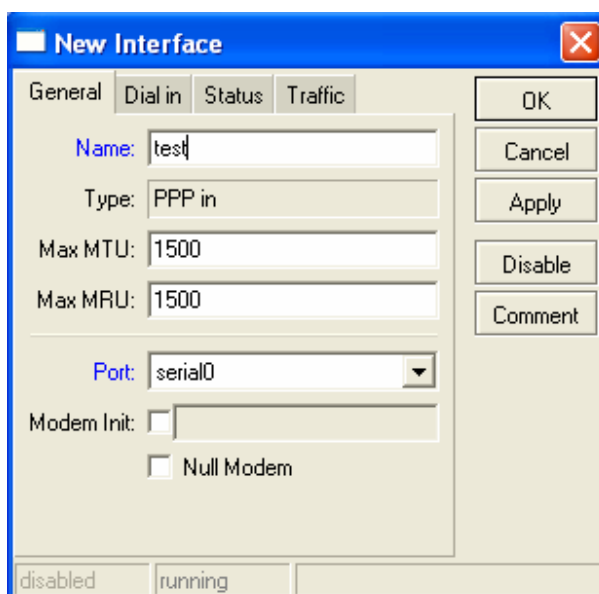 New Interface
General Dial in Status Traffic
OK
Name: test
Cancel
Type: PPP in
Apply
Max MTU: 1500
Disable
Max MRU: 1500
Comment
Port: serial0
Modem Init:
Null Modem
disabled running